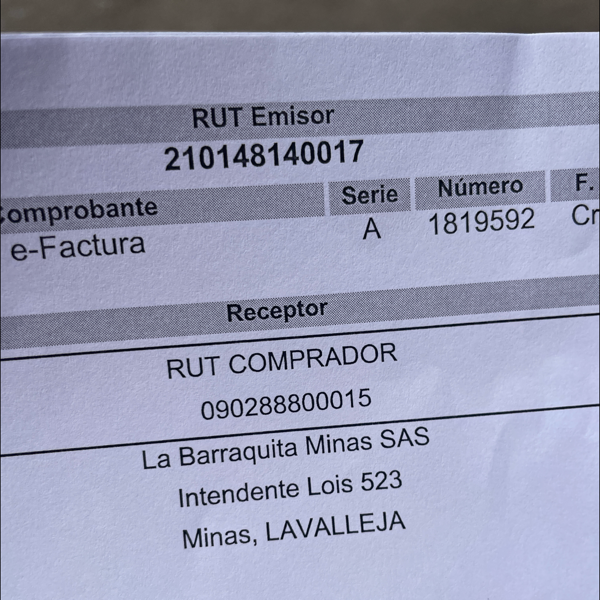 RUT Emisor
210148140017
Comprobante Serie Número F.
e-Factura A 1819592 Cr
Receptor
RUT COMPRADOR
090288800015
La Barraquita Minas SAS
Intendente Lois 523
Minas, LAVALLEJA